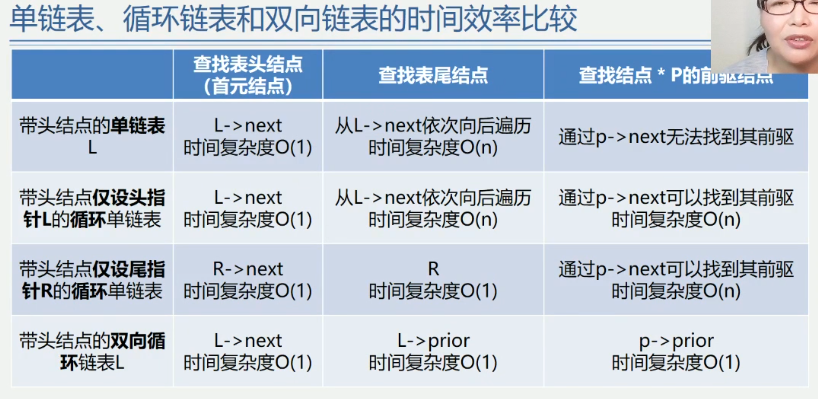 单链表、循环链表和双向链表的时间效率比较
查找表头结点
（首元结点）
查找表尾结点
查找结点 * P的前驱结点
带头结点的单链表
L
L->next
时间复杂度O(1)
从L->next依次向后遍历
时间复杂度O(n)
通过p->next无法找到其前驱
带头结点仅设头指
针L的循环单链表
L->next
时间复杂度O(1)
从L->next依次向后遍历
时间复杂度O(n)
通过p->next可以找到其前驱
时间复杂度O(n)
带头结点仅设尾指
针R的循环单链表
R->next
时间复杂度O(1)
R
时间复杂度O(1)
通过p->next可以找到其前驱
时间复杂度O(n)
带头结点的双向循
环链表L
L->next
时间复杂度O(1)
L->prior
时间复杂度O(1)
p->prior
时间复杂度O(1)